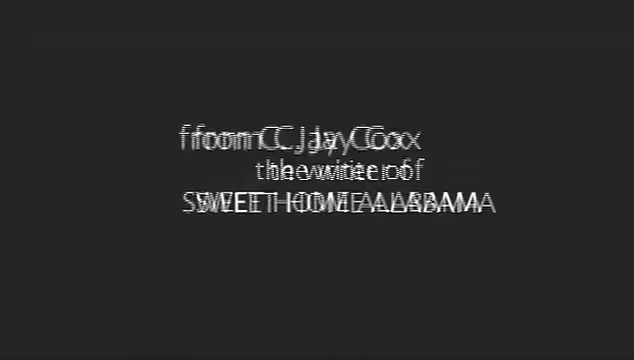 from C. Jay Cox
the writer of
SWEET HOME ALABAMA